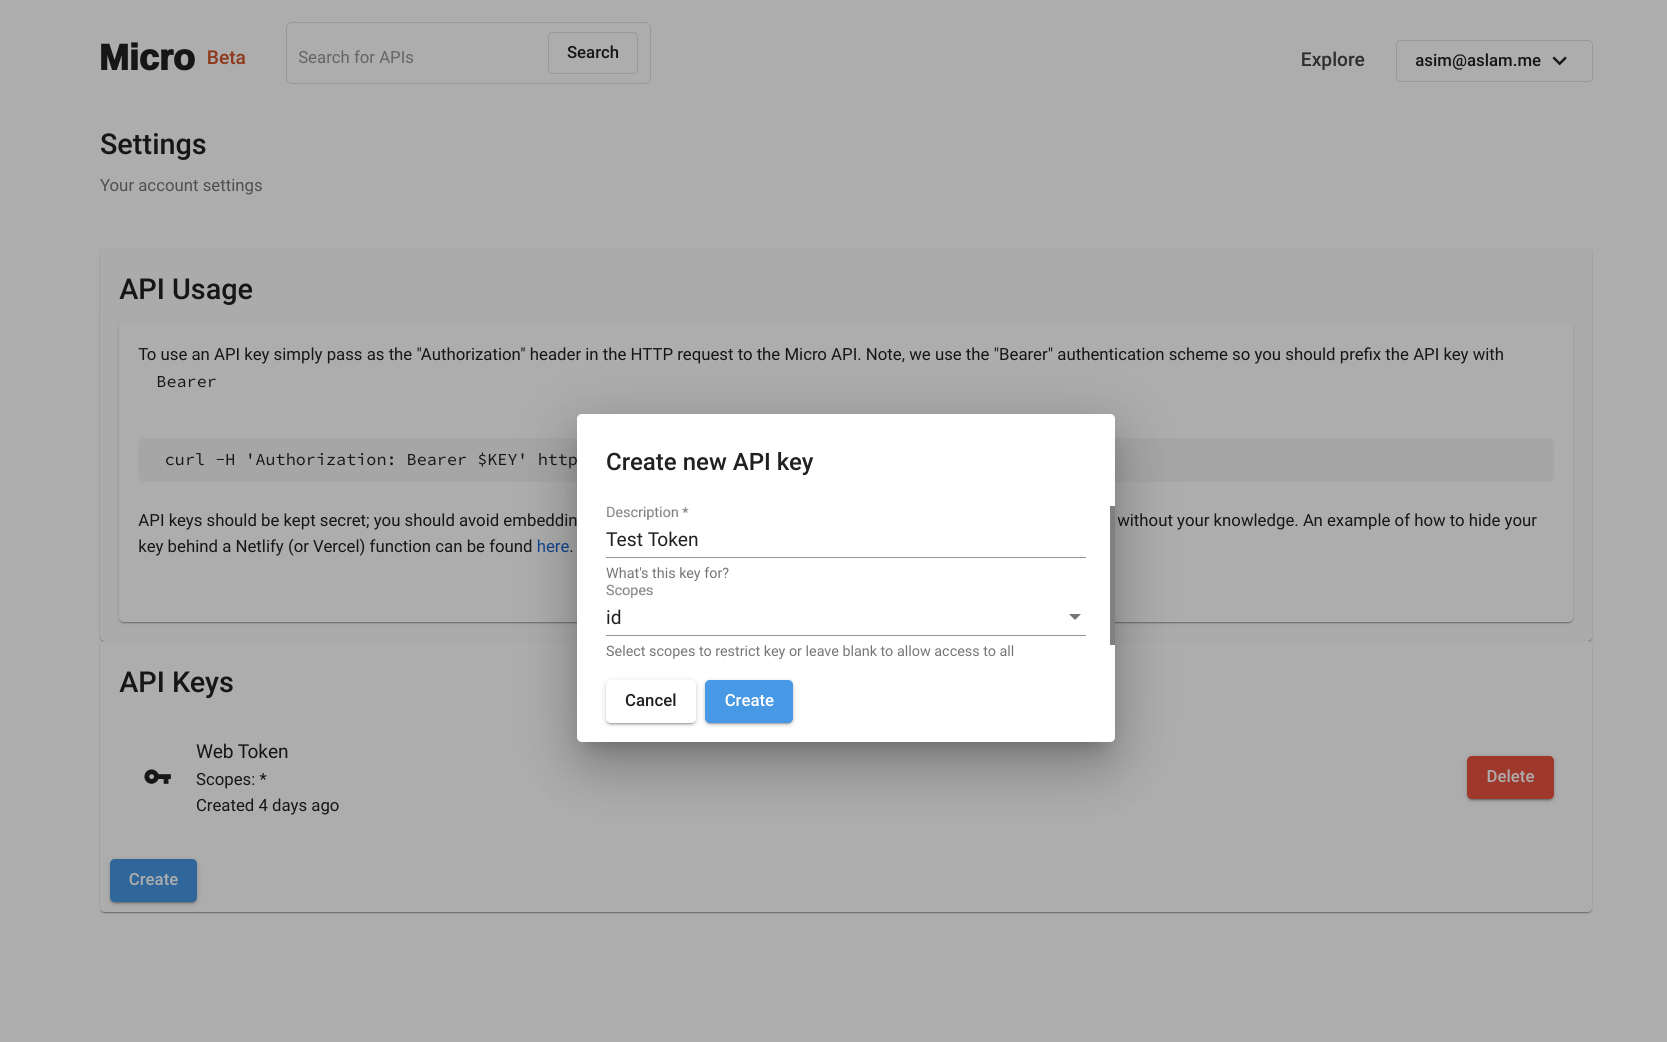 Micro Beta
Search for APIs
Search
Explore
asim@aslam.me
Settings
Your account settings
API Usage
To use an API key simply pass as the "Authorization" header in the HTTP request to the Micro API. Note, we use the "Bearer" authentication scheme so you should prefix the API key with
Bearer
curl -H 'Authorization: Bearer $KEY' http
API keys should be kept secret; you should avoid embeddin
without your knowledge. An example of how to hide your
key behind a Netlify (or Vercel) function can be found here.
Create new API key
Description *
Test Token
What's this key for?
Scopes
id
Select scopes to restrict key or leave blank to allow access to all
Cancel
Create
API Keys
Web Token
Scopes: *
Created 4 days ago
Delete
Create